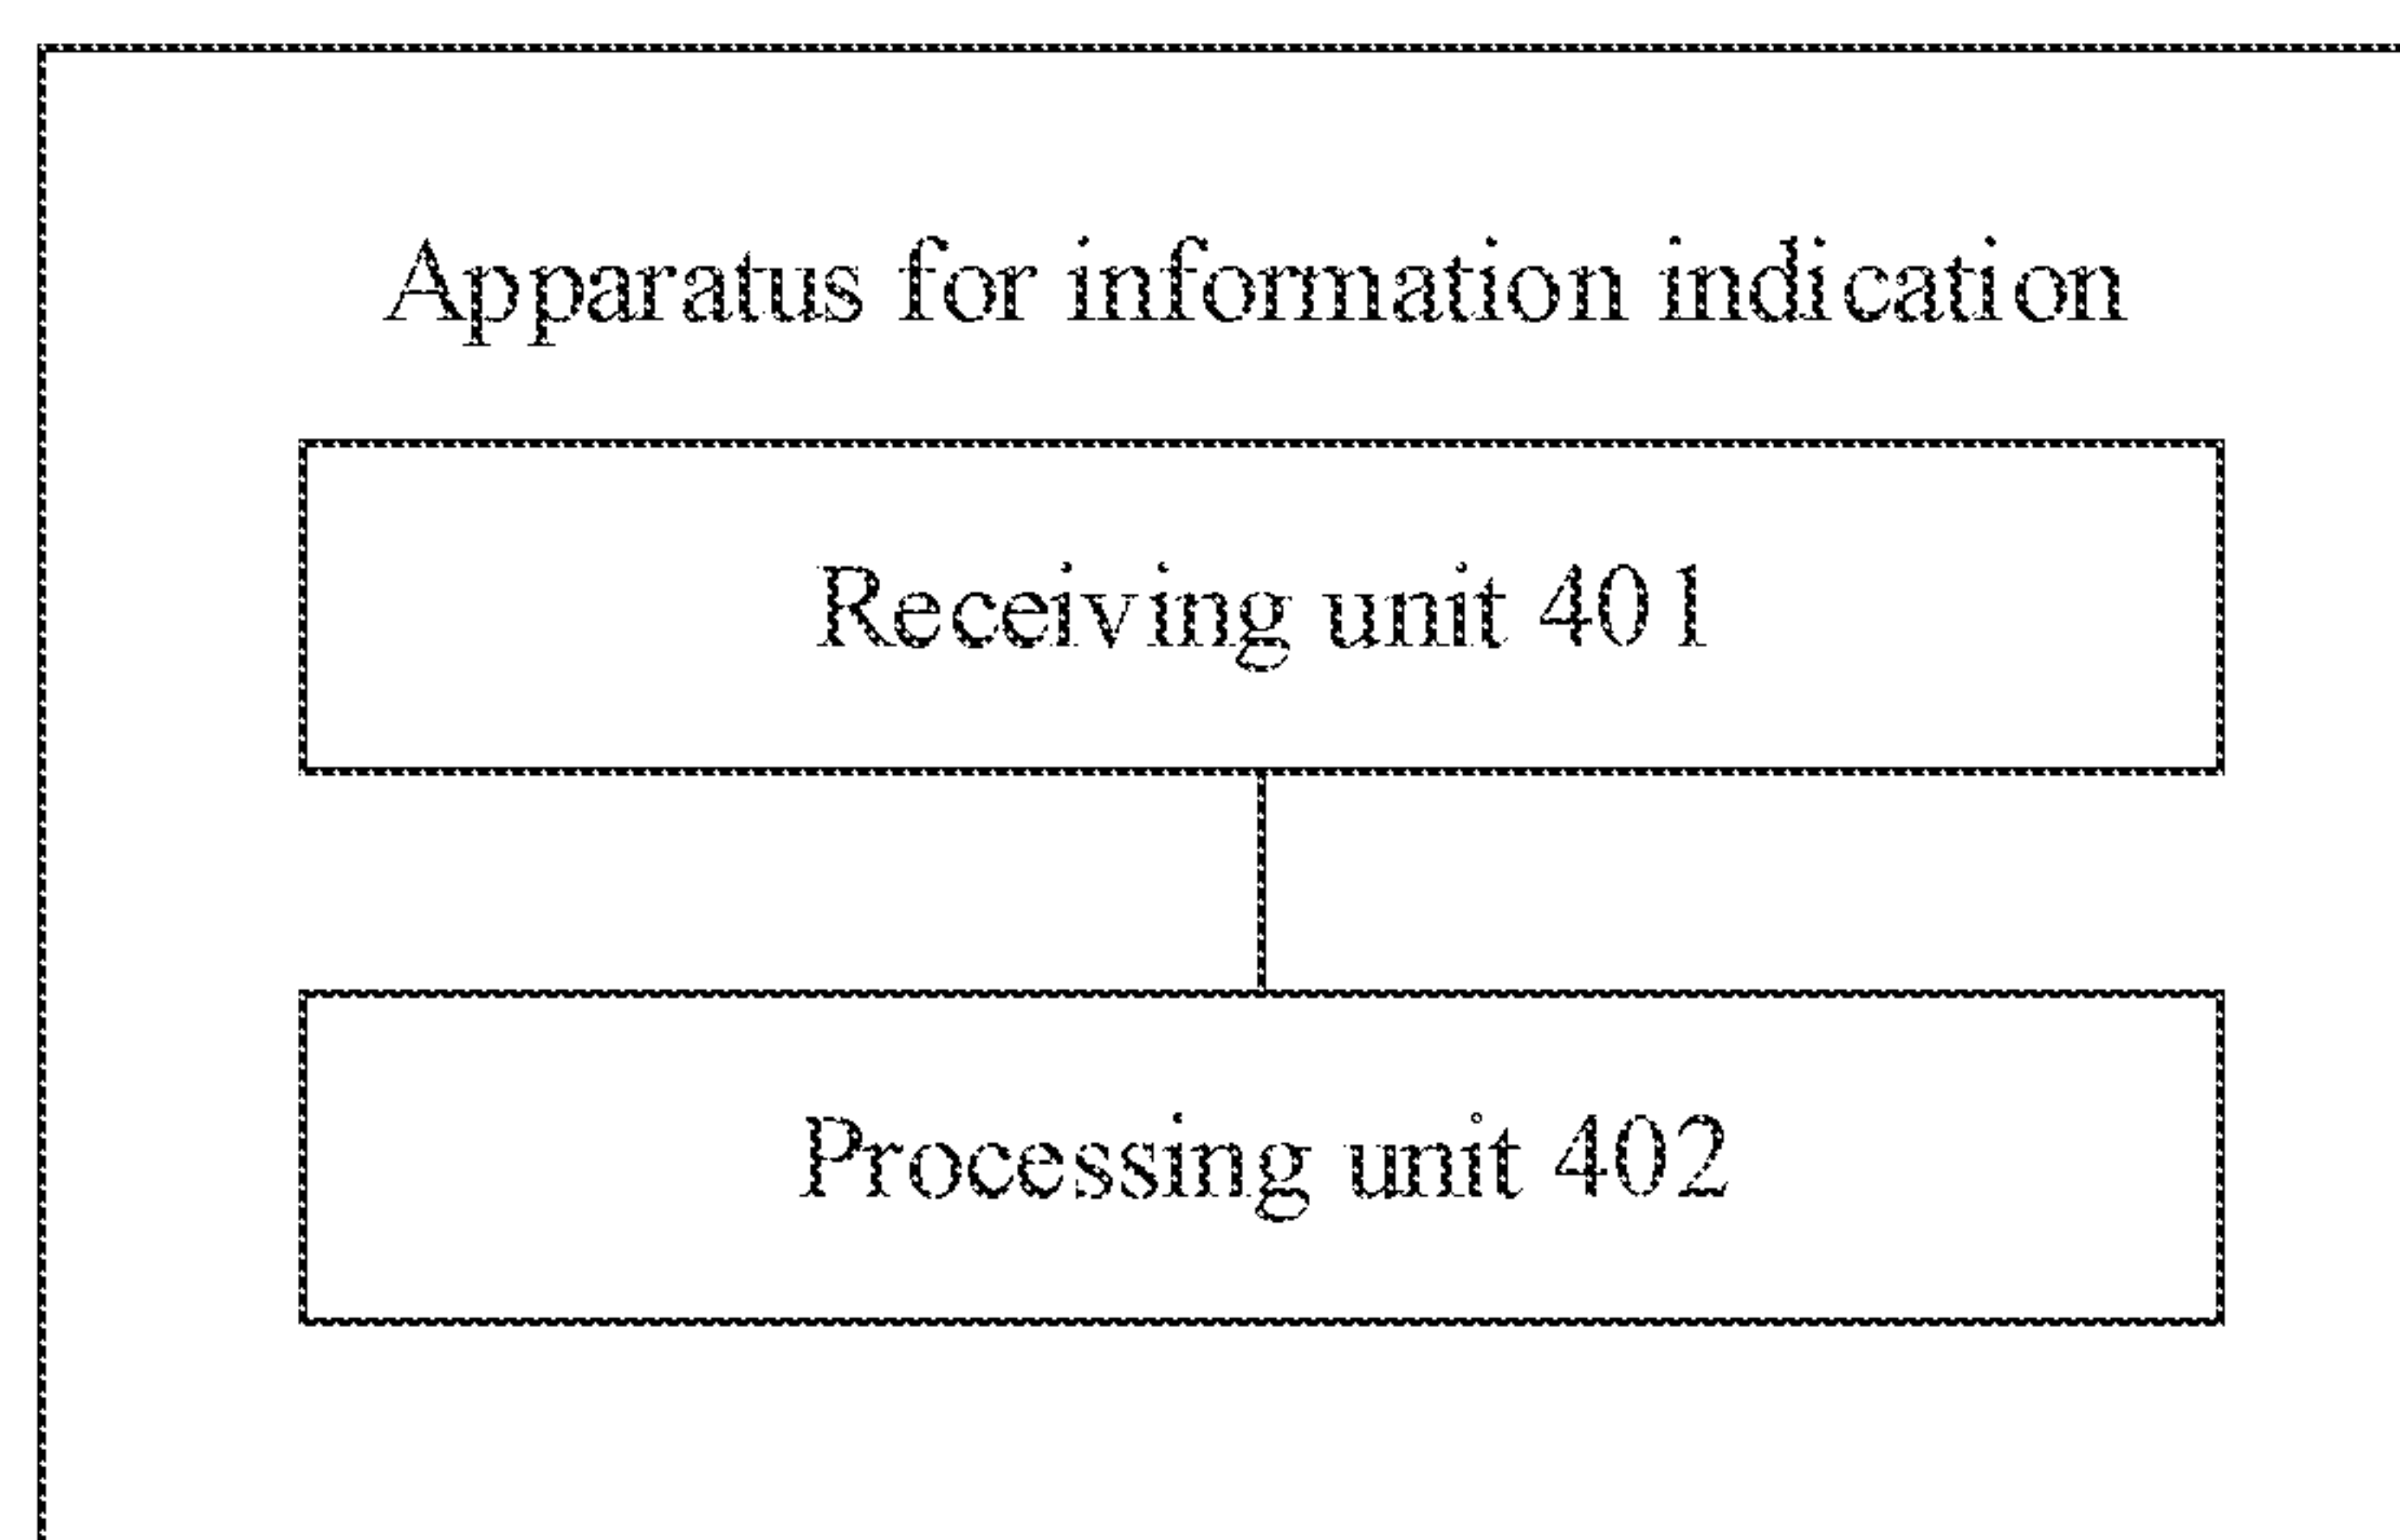 Apparatus for information indication
Receiving unit 401
Processing unit 402